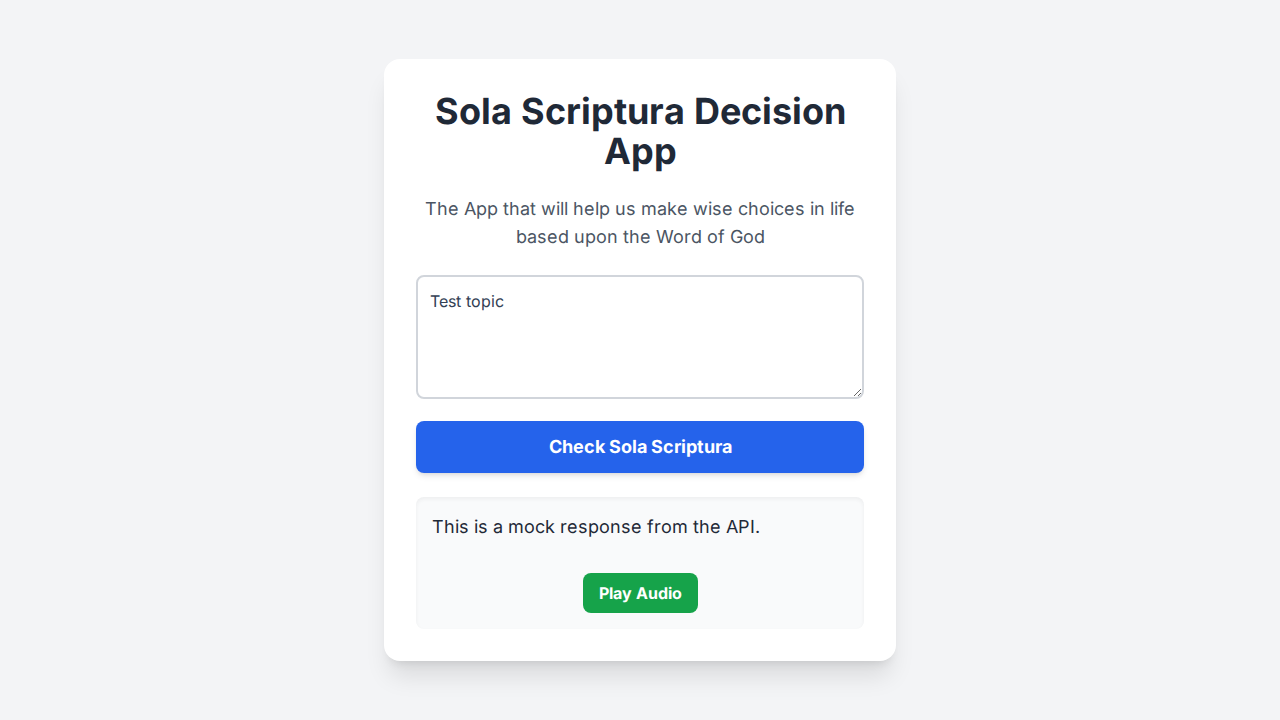 Sola Scriptura Decision
App
The App that will help us make wise choices in life
based upon the Word of God
Test topic
Check Sola Scriptura
This is a mock response from the API.
Play Audio